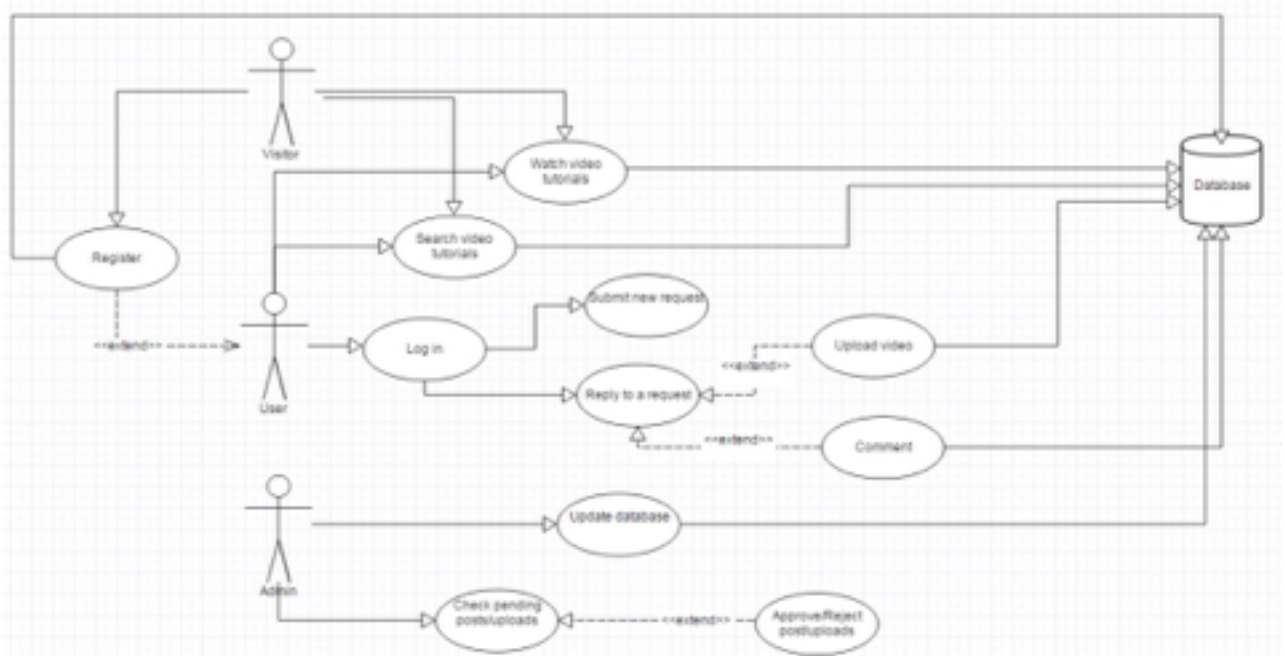 Visitor
Watch video
tutorials
Database
Search video
tutorials
Register
Submit new request
<<extend>>
Log in
Upload video
<<extend>>
Reply to a request
User
<<extend>>
Comment
Update database
Admin
Check pending
posts/uploads
<<extend>>
Approve/Reject
post/uploads